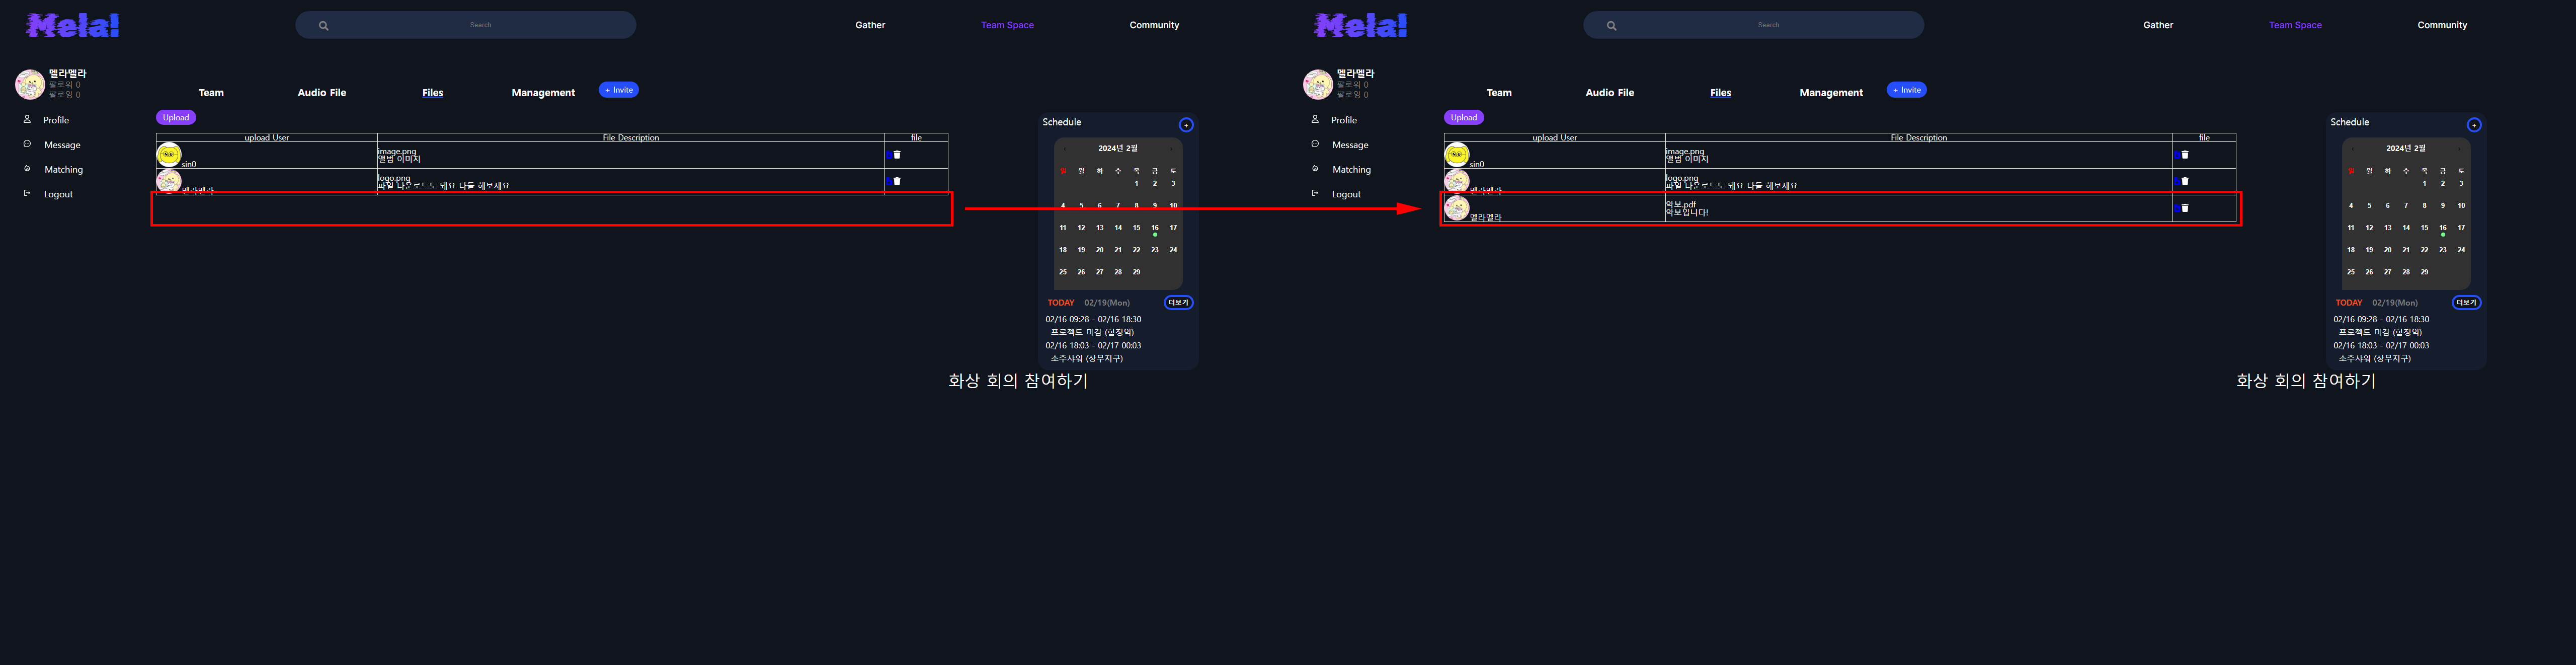 Mela!
Search
Gather
Team Space
Community
멜라멜라
팔로워 0
팔로잉 0
Profile
Message
Matching
Logout
Team
Audio File
Files
Management
+ Invite
Upload
upload User
File Description
file
sin0
image.png
앨범 이미지
멜라멜라
logo.png
파일 다운로드도 돼요 다들 해보세요
Schedule
+
2024년 2월
일 월 화 수 목 금 토
1 2 3
4 5 6 7 8 9 10
11 12 13 14 15 16 17
18 19 20 21 22 23 24
25 26 27 28 29
TODAY 02/19(Mon)
더보기
02/16 09:28 - 02/16 18:30
프로젝트 마감 (합정역)
02/16 18:03 - 02/17 00:03
소주샤워 (상무지구)
화상 회의 참여하기
Mela!
Search
Gather
Team Space
Community
멜라멜라
팔로워 0
팔로잉 0
Profile
Message
Matching
Logout
Team
Audio File
Files
Management
+ Invite
Upload
upload User
File Description
file
sin0
image.png
앨범 이미지
멜라멜라
logo.png
파일 다운로드도 돼요 다들 해보세요
멜라멜라
악보.pdf
악보입니다!
Schedule
+
2024년 2월
일 월 화 수 목 금 토
1 2 3
4 5 6 7 8 9 10
11 12 13 14 15 16 17
18 19 20 21 22 23 24
25 26 27 28 29
TODAY 02/19(Mon)
더보기
02/16 09:28 - 02/16 18:30
프로젝트 마감 (합정역)
02/16 18:03 - 02/17 00:03
소주샤워 (상무지구)
화상 회의 참여하기